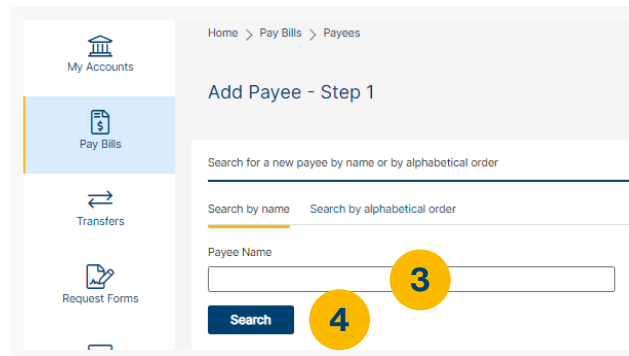 Home > Pay Bills > Payees
My Accounts
Add Payee - Step 1
Pay Bills
Search for a new payee by name or by alphabetical order
Search by name Search by alphabetical order
Transfers
Payee Name
3
Request Forms
Search 4